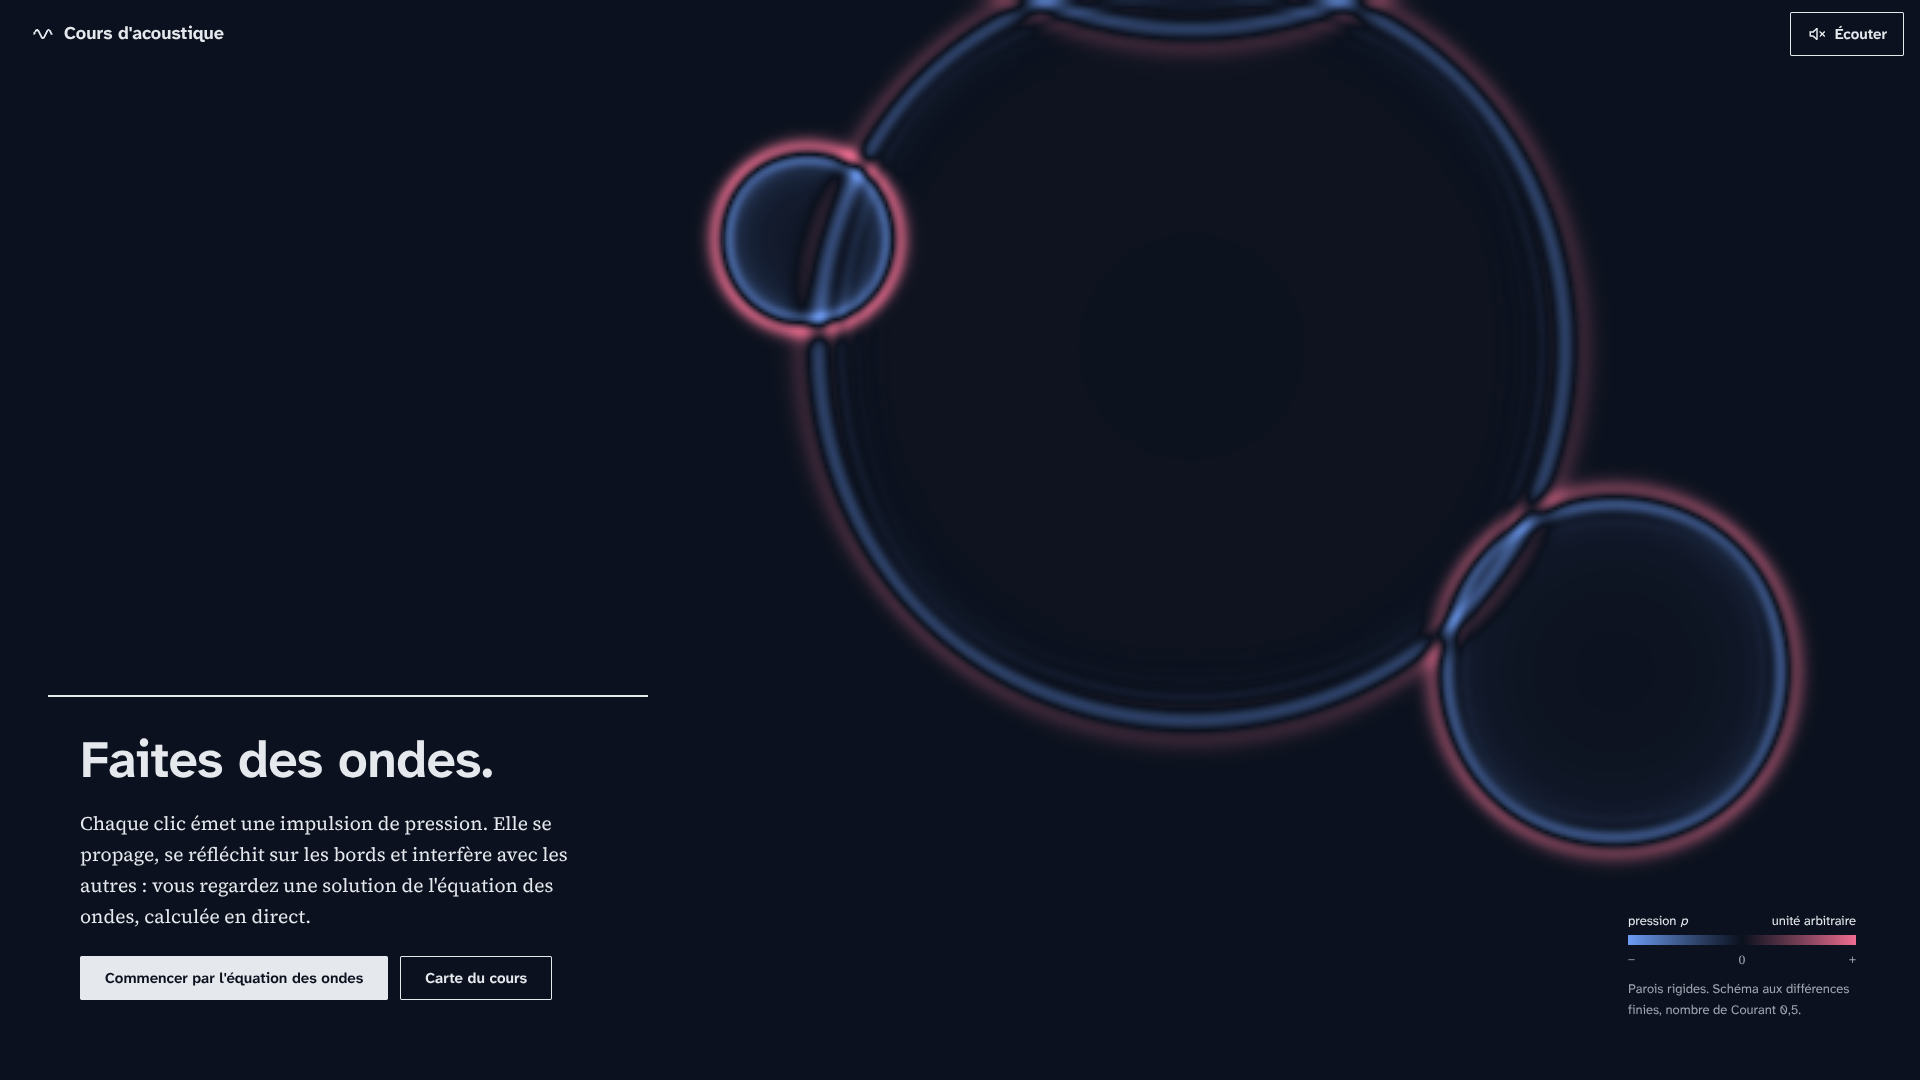 Cours d'acoustique
Écouter
Faites des ondes.
Chaque clic émet une impulsion de pression. Elle se
propage, se réfléchit sur les bords et interfère avec les
autres : vous regardez une solution de l'équation des
ondes, calculée en direct.
Commencer par l'équation des ondes
Carte du cours
pression p
unité arbitraire
− 0 +
Parois rigides. Schéma aux différences
finies, nombre de Courant 0,5.